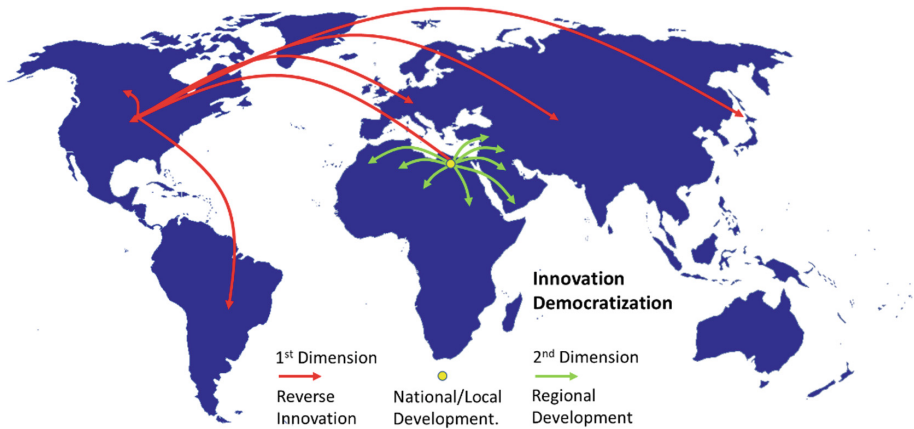 Innovation
Democratization
1st Dimension
Reverse
Innovation
National/Local
Development.
2nd Dimension
Regional
Development